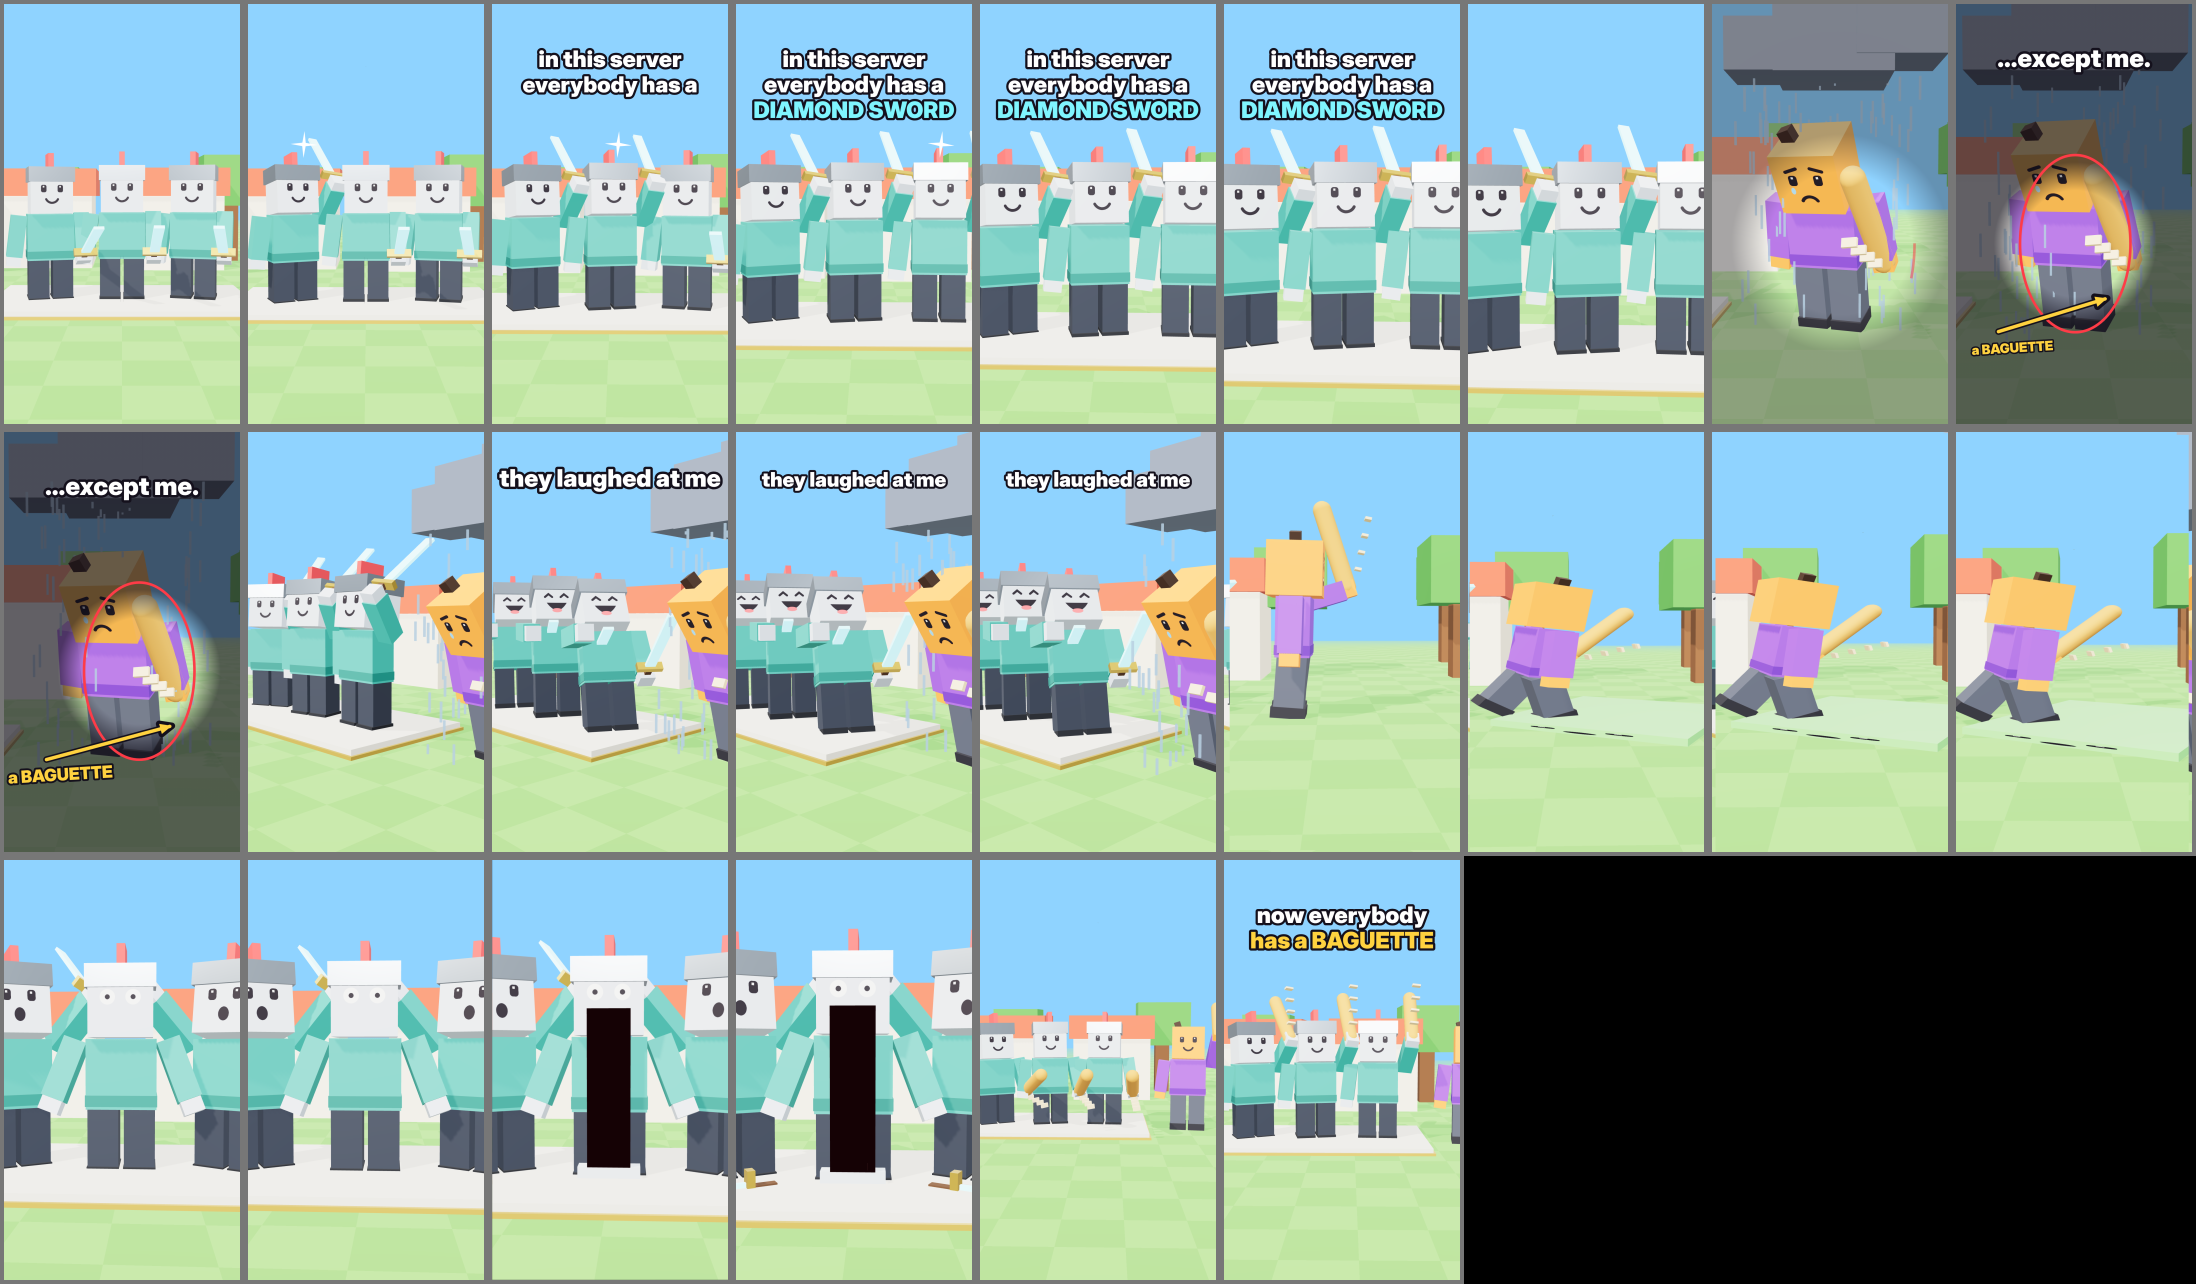 in this server
everybody has a
in this server
everybody has a
DIAMOND SWORD
in this server
everybody has a
DIAMOND SWORD
in this server
everybody has a
DIAMOND SWORD
...except me.
a BAGUETTE
...except me.
a BAGUETTE
they laughed at me
they laughed at me
they laughed at me
now everybody
has a BAGUETTE